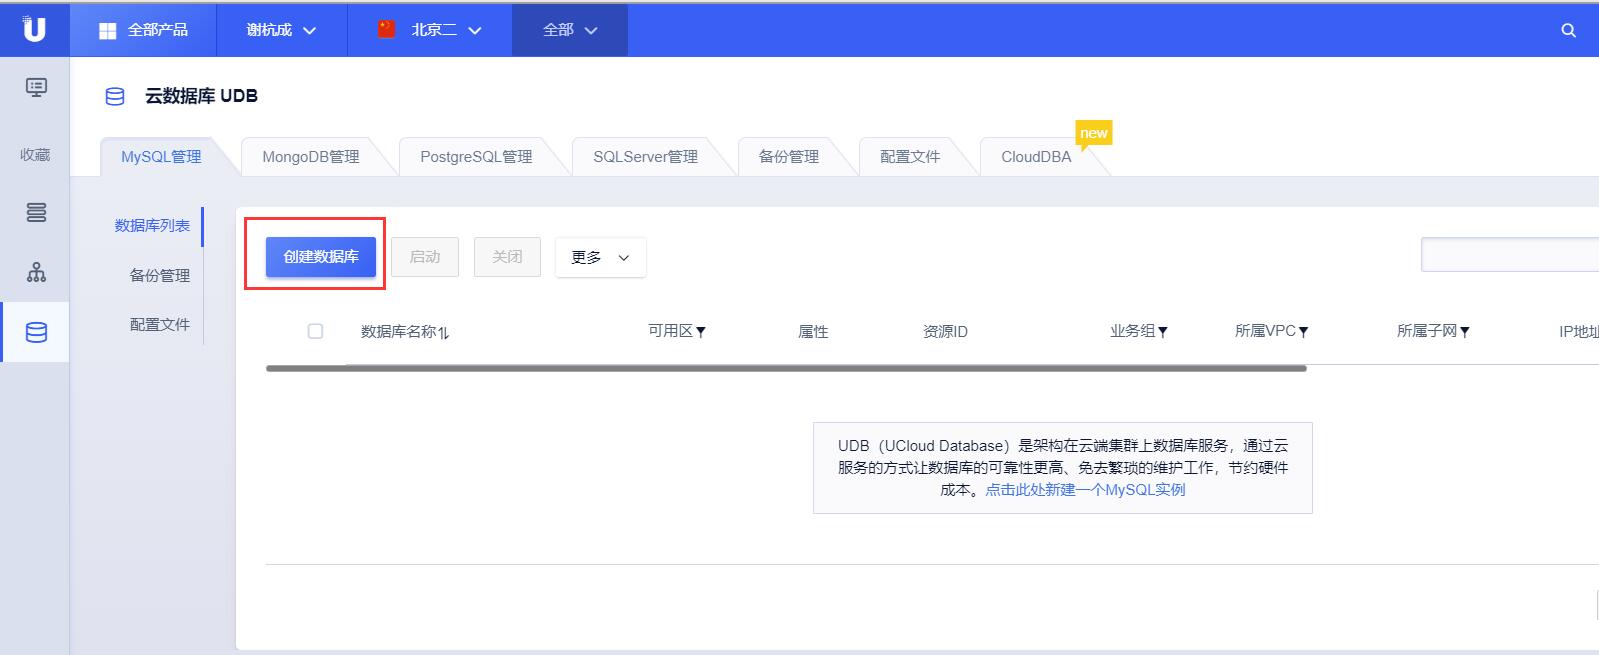 U
全部产品
谢杭成
北京二
全部
云数据库 UDB
new
MySQL管理
MongoDB管理
PostgreSQL管理
SQLServer管理
备份管理
配置文件
CloudDBA
收藏
数据库列表
备份管理
配置文件
创建数据库
启动
关闭
更多
数据库名称
可用区
属性
资源ID
业务组
所属VPC
所属子网
IP地址
UDB（UCloud Database）是架构在云端集群上数据库服务，通过云
服务的方式让数据库的可靠性更高、免去繁琐的维护工作，节约硬件
成本。点击此处新建一个MySQL实例